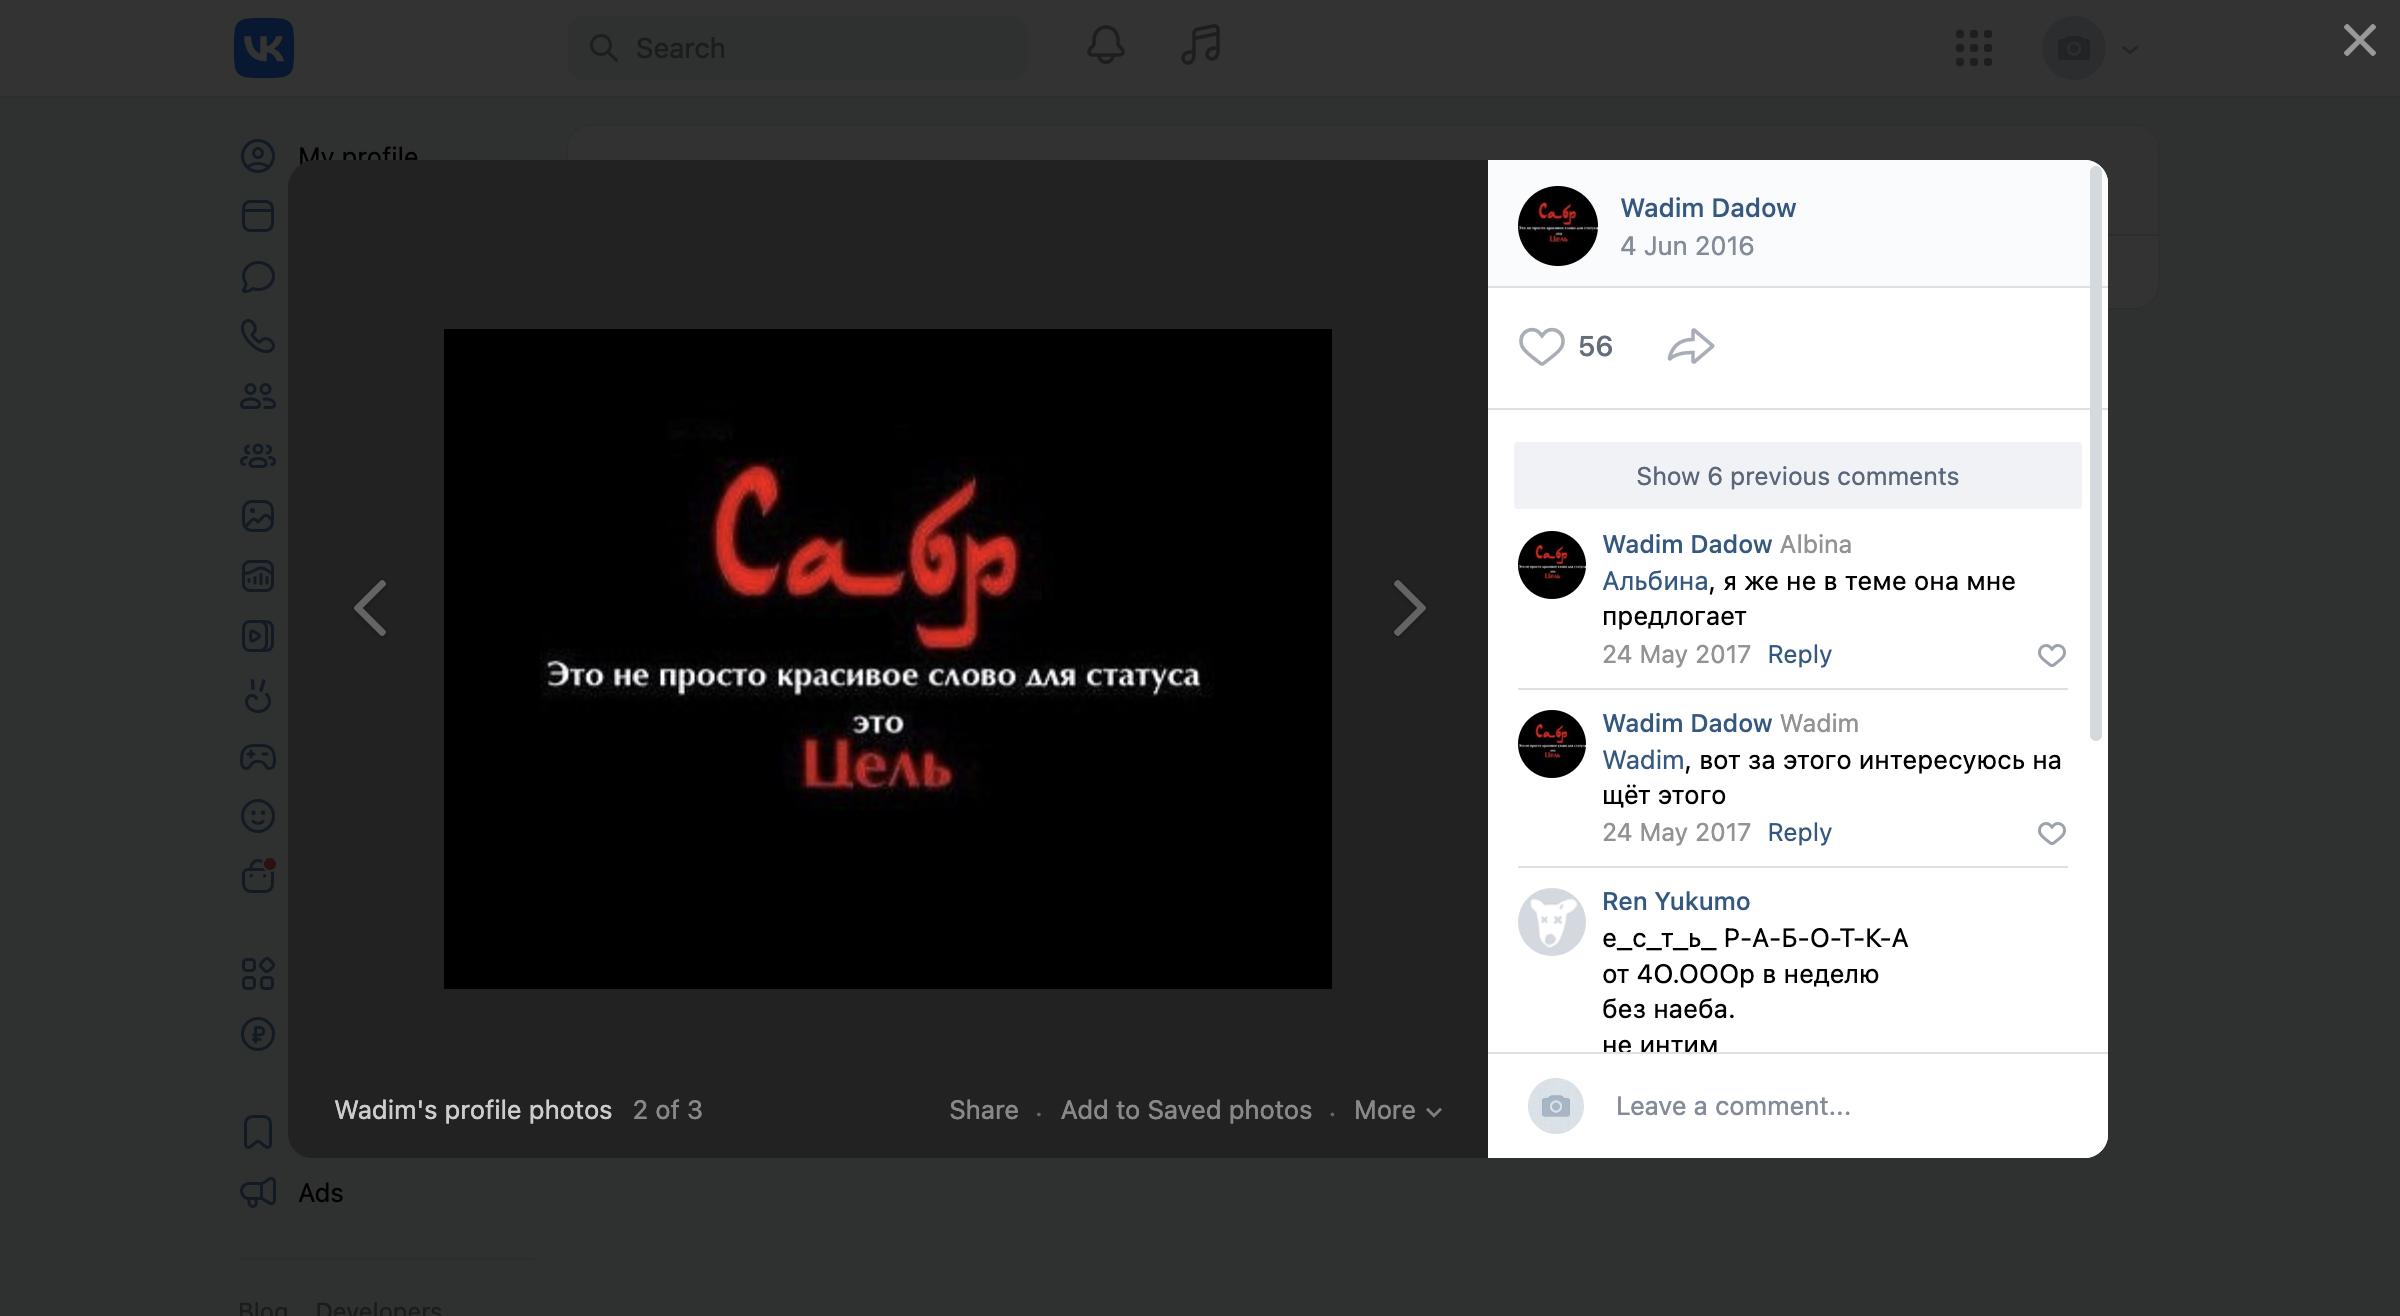 Search
My profile
Ads
Blog Developers
Са_бр
Это не просто красивое слово для статуса
это
Цель
Wadim's profile photos 2 of 3
Share · Add to Saved photos · More
Wadim Dadow
4 Jun 2016
56
Show 6 previous comments
Wadim Dadow Albina
Альбина, я же не в теме она мне
предлогает
24 May 2017 Reply
Wadim Dadow Wadim
Wadim, вот за этого интересуюсь на
щёт этого
24 May 2017 Reply
Ren Yukumo
е_с_т_ь_ Р-А-Б-О-Т-К-А
от 4О.ОООр в неделю
без наеба.
не интим
Leave a comment...